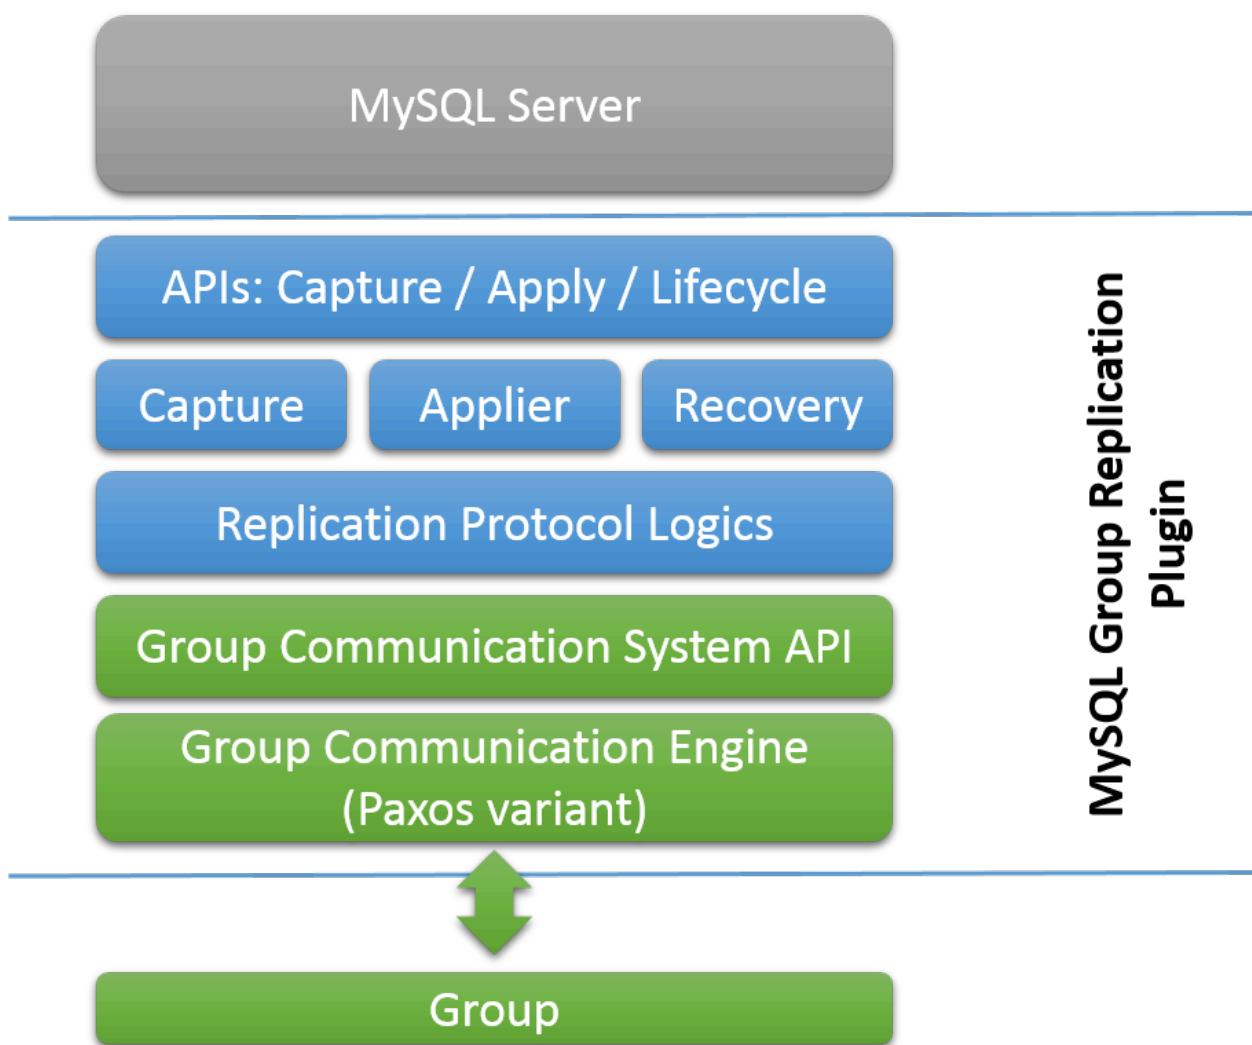 MySQL Server
APIs: Capture / Apply / Lifecycle
Capture
Applier
Recovery
Replication Protocol Logics
Group Communication System API
Group Communication Engine
(Paxos variant)
Group
MySQL Group Replication
Plugin